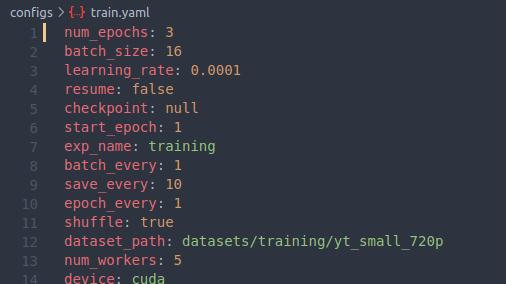 configs > {··} train.yaml
1 num_epochs: 3
2 batch_size: 16
3 learning_rate: 0.0001
4 resume: false
5 checkpoint: null
6 start_epoch: 1
7 exp_name: training
8 batch_every: 1
9 save_every: 10
10 epoch_every: 1
11 shuffle: true
12 dataset_path: datasets/training/yt_small_720p
13 num_workers: 5
14 device: cuda